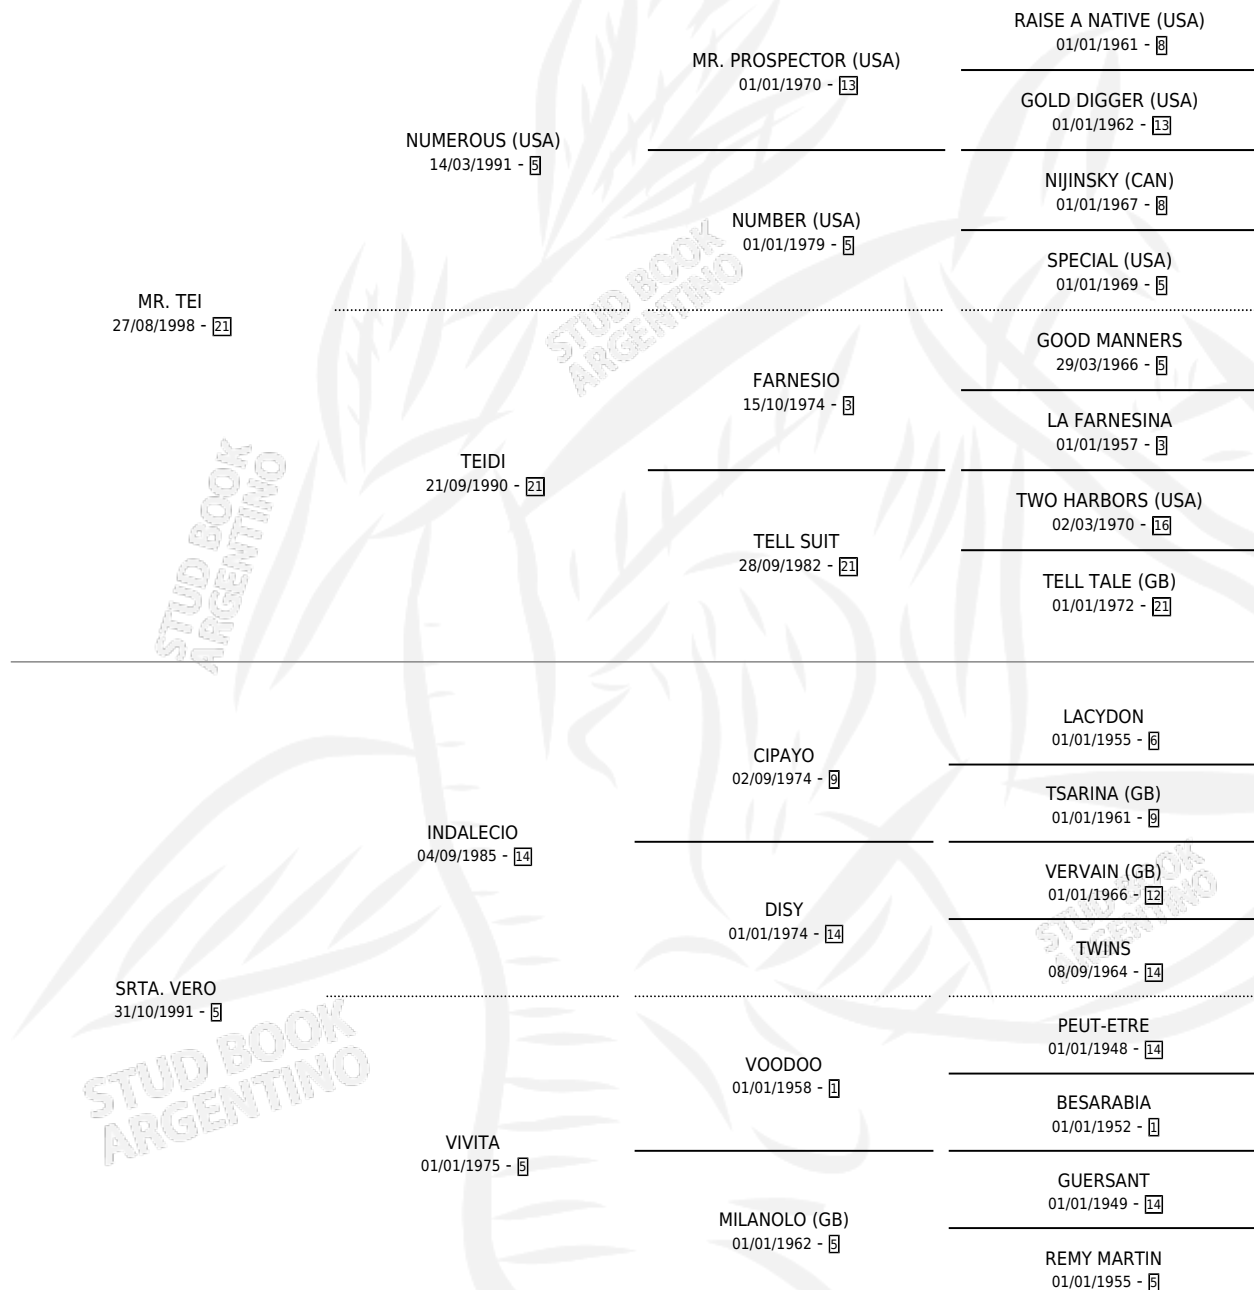 RAISE A NATIVE (USA)
01/01/1961 - 8
MR. PROSPECTOR (USA)
01/01/1970 - 13
GOLD DIGGER (USA)
01/01/1962 - 13
NUMEROUS (USA)
14/03/1991 - 5
NIJINSKY (CAN)
01/01/1967 - 8
NUMBER (USA)
01/01/1979 - 5
SPECIAL (USA)
01/01/1969 - 5
MR. TEI
27/08/1998 - 21
GOOD MANNERS
29/03/1966 - 5
FARNESIO
15/10/1974 - 3
LA FARNESINA
01/01/1957 - 3
TEIDI
21/09/1990 - 21
TWO HARBORS (USA)
02/03/1970 - 16
TELL SUIT
28/09/1982 - 21
TELL TALE (GB)
01/01/1972 - 21
LACYDON
01/01/1955 - 6
CIPAYO
02/09/1974 - 9
TSARINA (GB)
01/01/1961 - 9
INDALECIO
04/09/1985 - 14
VERVAIN (GB)
01/01/1966 - 12
DISY
01/01/1974 - 14
TWINS
08/09/1964 - 14
SRTA. VERO
31/10/1991 - 5
PEUT-ETRE
01/01/1948 - 14
VOODOO
01/01/1958 - 1
BESARABIA
01/01/1952 - 1
VIVITA
01/01/1975 - 5
GUERSANT
01/01/1949 - 14
MILANOLO (GB)
01/01/1962 - 5
REMY MARTIN
01/01/1955 - 5
STUD BOOK
ARGENTINO
STUD BOOK
ARGENTINO
STUD BOOK
ARGENTINO
STUD BOOK
ARGENTINO